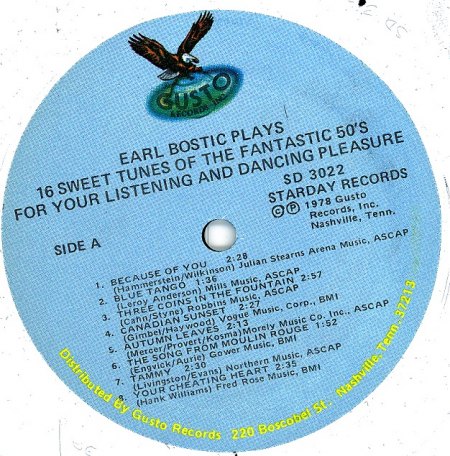 GUSTO
RECORDS INC.
EARL BOSTIC PLAYS
16 SWEET TUNES OF THE FANTASTIC 50'S
FOR YOUR LISTENING AND DANCING PLEASURE
SD 3022
STARDAY RECORDS
© ℗ 1978 Gusto
Records, Inc.
Nashville, Tenn.
SIDE A
1. BECAUSE OF YOU 2:28
(Hammerstein/Wilkinson) Julian Stearns Arena Music, ASCAP
2. BLUE TANGO 1:36
(Leroy Anderson) Mills Music, ASCAP
3. THREE COINS IN THE FOUNTAIN 2:57
(Cahn/Styne) Robbins Music, ASCAP
4. CANADIAN SUNSET 2:27
(Gimbel/Haywood) Vogue Music, Corp., BMI
5. AUTUMN LEAVES 2:13
(Mercer/Provert/Kosma) Morely Music Co. Inc., ASCAP
6. THE SONG FROM MOULIN ROUGE 1:52
(Engvick/Aurie) Gower Music, BMI
7. TAMMY 2:30
(Livingston/Evans) Northern Music, ASCAP
8. YOUR CHEATING HEART 2:35
(Hank Williams) Fred Rose Music, BMI
Distributed By Gusto Records 220 Boscobel St. Nashville, Tenn. 37213